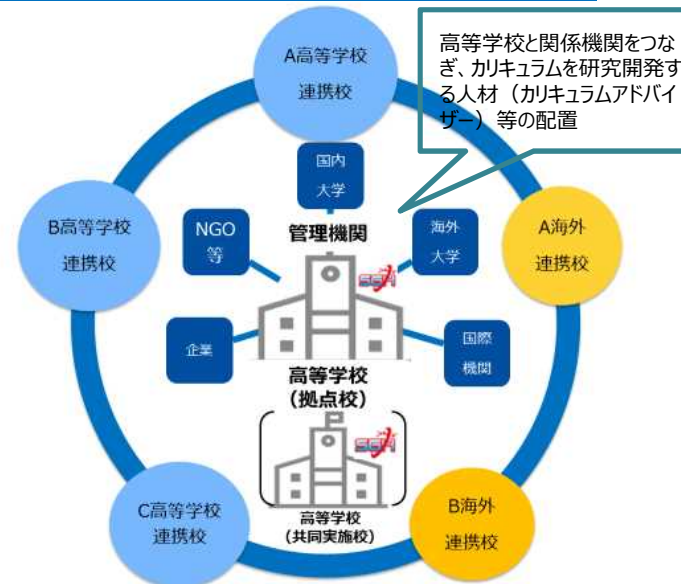 高等学校と関係機関をつな
ぎ、カリキュラムを研究開発す
る人材（カリキュラムアドバイ
ザー）等の配置
A高等学校
連携校
国内
大学
B高等学校
連携校
NGO
等
管理機関
海外
大学
A海外
連携校
企業
国際
機関
高等学校
（拠点校）
C高等学校
連携校
高等学校
（共同実施校）
B海外
連携校